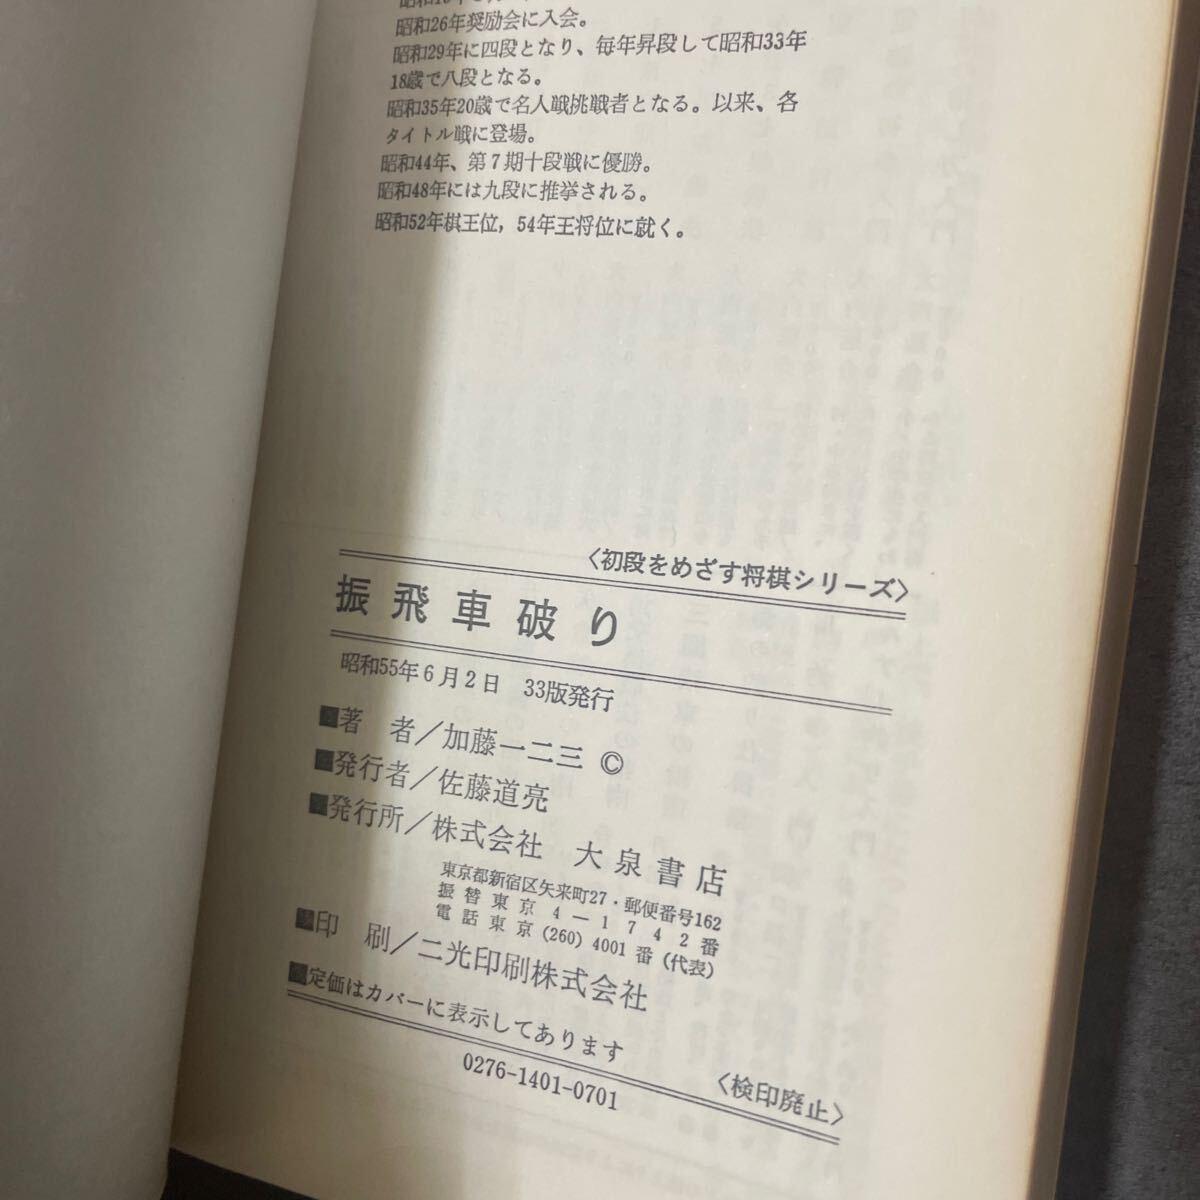 昭和26年奨励会に入会。
昭和29年に四段となり、毎年昇段して昭和33年
18歳で八段となる。
昭和35年20歳で名人戦挑戦者となる。以来、各
タイトル戦に登場。
昭和44年、第7期十段戦に優勝。
昭和48年には九段に推挙される。
昭和52年棋王位，54年王将位に就く。
〈初段をめざす将棋シリーズ〉
振飛車破り
昭和55年6月2日 33版発行
■著 者／加藤一二三 ©
■発行者／佐藤道亮
■発行所／株式会社 大泉書店
東京都新宿区矢来町27・郵便番号162
振替東京 4－1742番
電話東京 (260) 4001番 (代表)
■印 刷／二光印刷株式会社
■定価はカバーに表示してあります
0276-1401-0701
〈検印廃止〉